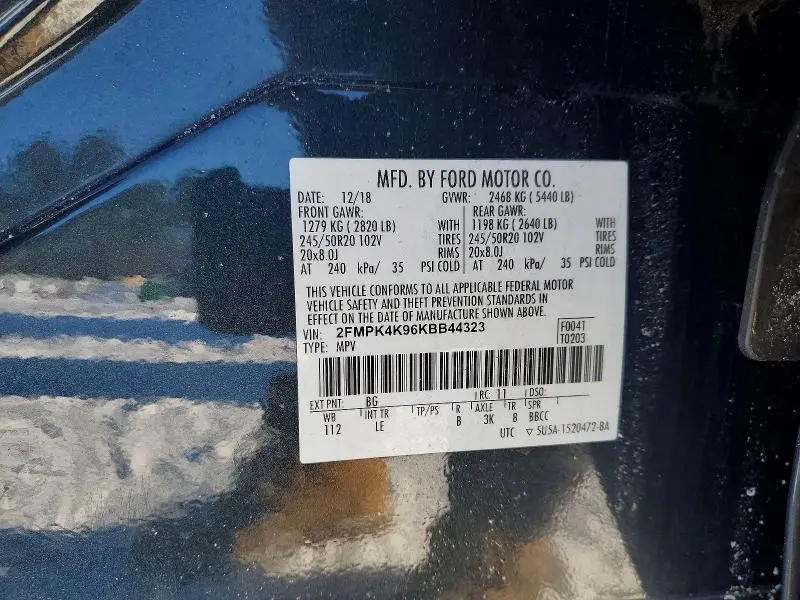 MFD. BY FORD MOTOR CO.
DATE: 12/18 GVWR: 2468 KG ( 5440 LB)
FRONT GAWR: REAR GAWR:
1279 KG ( 2820 LB) WITH 1198 KG ( 2640 LB) WITH
245/50R20 102V TIRES 245/50R20 102V TIRES
20x8.0J RIMS 20x8.0J RIMS
AT 240 kPa/ 35 PSI COLD AT 240 kPa/ 35 PSI COLD
THIS VEHICLE CONFORMS TO ALL APPLICABLE FEDERAL MOTOR
VEHICLE SAFETY AND THEFT PREVENTION STANDARDS IN
EFFECT ON THE DATE OF MANUFACTURE SHOWN ABOVE.
VIN: 2FMPK4K96KBB44323 F0041
TYPE: MPV T0203
EXT PNT: BG RC: 11 DSO:
WB INT TR TP/PS R AXLE TR SPR
112 LE B 3K 8 BBCC
UTC ▽ SU5A-1520472-BA